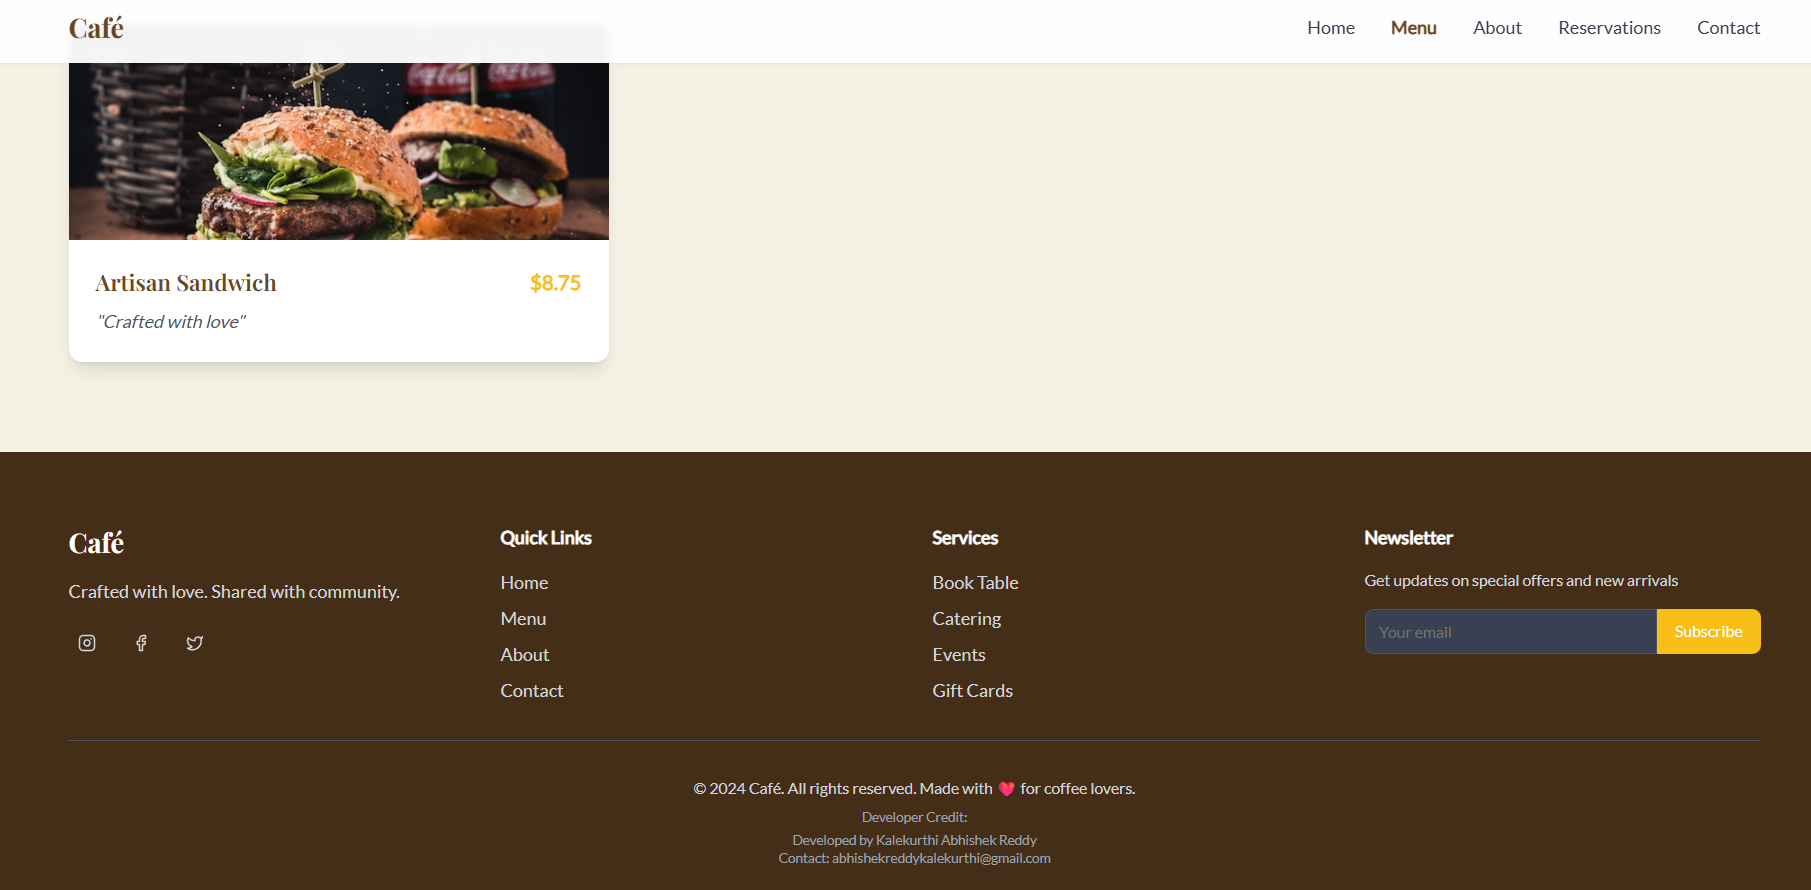 Café
Home Menu About Reservations Contact
Coca-Cola
Artisan Sandwich $8.75
"Crafted with love"
Café
Crafted with love. Shared with community.
Quick Links
Home
Menu
About
Contact
Services
Book Table
Catering
Events
Gift Cards
Newsletter
Get updates on special offers and new arrivals
Your email Subscribe
© 2024 Café. All rights reserved. Made with ❤️ for coffee lovers.
Developer Credit:
Developed by Kalekurthi Abhishek Reddy
Contact: abhishekreddykalekurthi@gmail.com